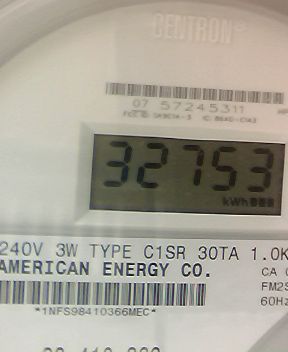 CENTRON®
07 57245311
32753
kWh
240V 3W TYPE C1SR 30TA 1.0K
AMERICAN ENERGY CO.
CA
FM2S
60Hz
*1NFS98410366MEC*